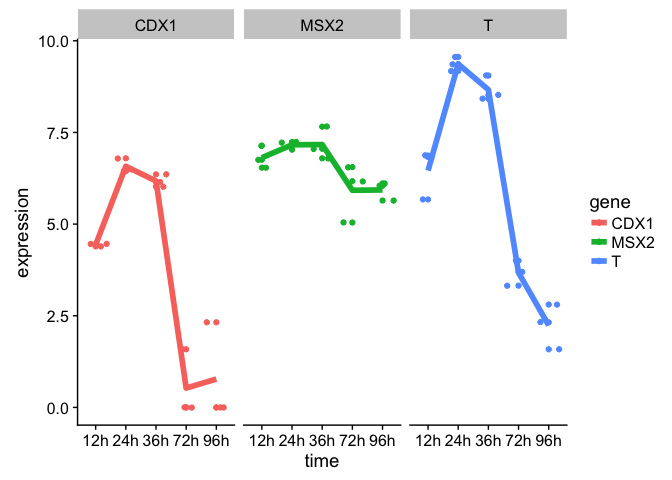 CDX1 MSX2 T
10.0
7.5
5.0
2.5
0.0
expression
12h 24h 36h 72h 96h 12h 24h 36h 72h 96h 12h 24h 36h 72h 96h
time
gene
CDX1
MSX2
T